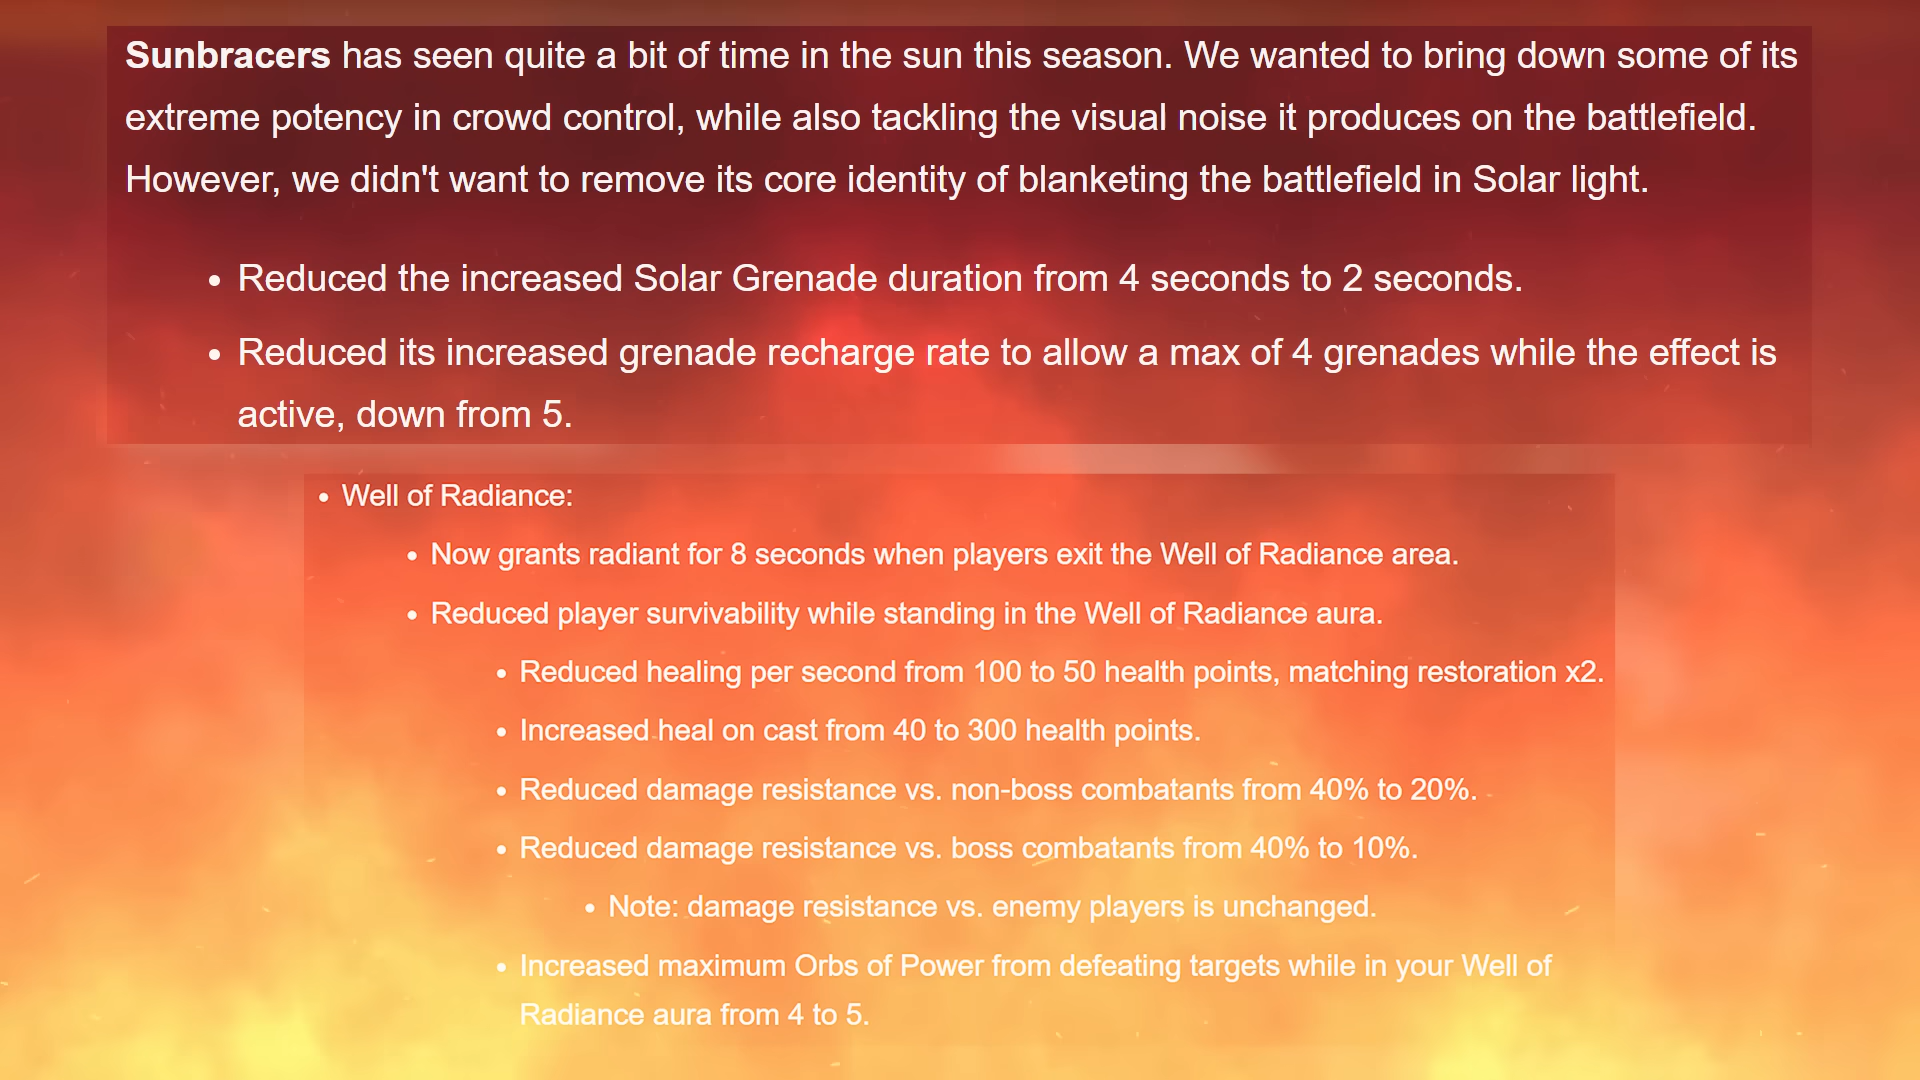 Sunbracers has seen quite a bit of time in the sun this season. We wanted to bring down some of its
extreme potency in crowd control, while also tackling the visual noise it produces on the battlefield.
However, we didn't want to remove its core identity of blanketing the battlefield in Solar light.
• Reduced the increased Solar Grenade duration from 4 seconds to 2 seconds.
• Reduced its increased grenade recharge rate to allow a max of 4 grenades while the effect is
active, down from 5.
• Well of Radiance:
• Now grants radiant for 8 seconds when players exit the Well of Radiance area.
• Reduced player survivability while standing in the Well of Radiance aura.
• Reduced healing per second from 100 to 50 health points, matching restoration x2.
• Increased heal on cast from 40 to 300 health points.
• Reduced damage resistance vs. non-boss combatants from 40% to 20%.
• Reduced damage resistance vs. boss combatants from 40% to 10%.
• Note: damage resistance vs. enemy players is unchanged.
• Increased maximum Orbs of Power from defeating targets while in your Well of
Radiance aura from 4 to 5.